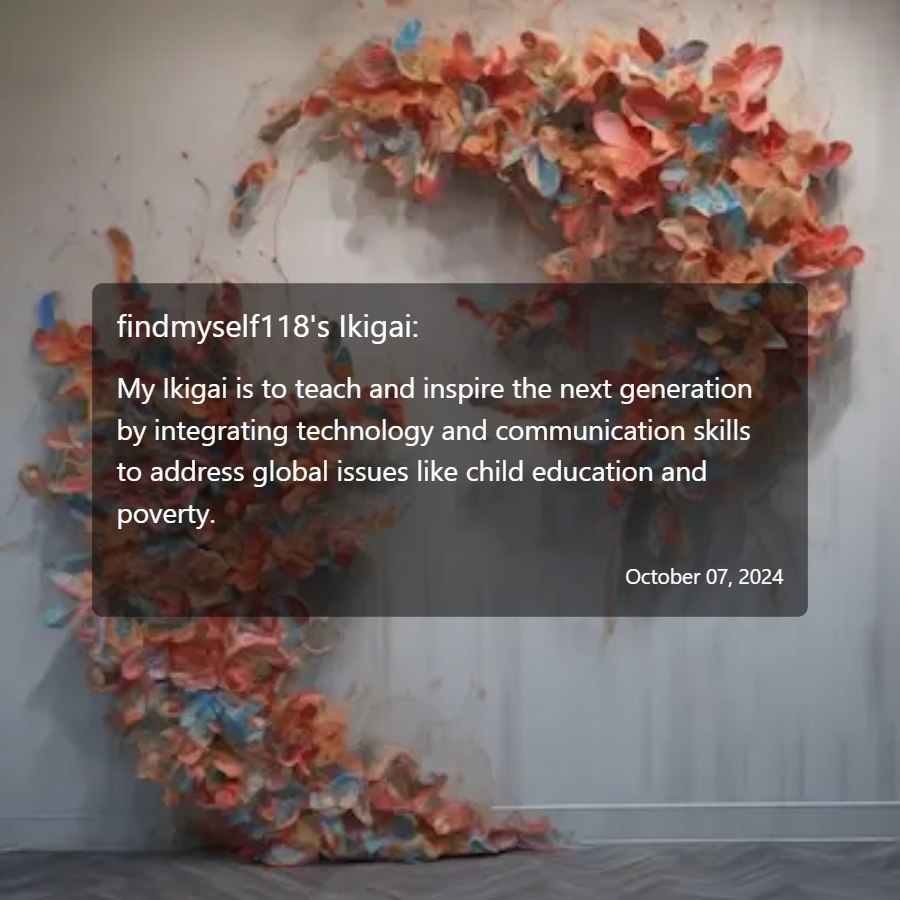 findmyself118's Ikigai:
My Ikigai is to teach and inspire the next generation
by integrating technology and communication skills
to address global issues like child education and
poverty.
October 07, 2024